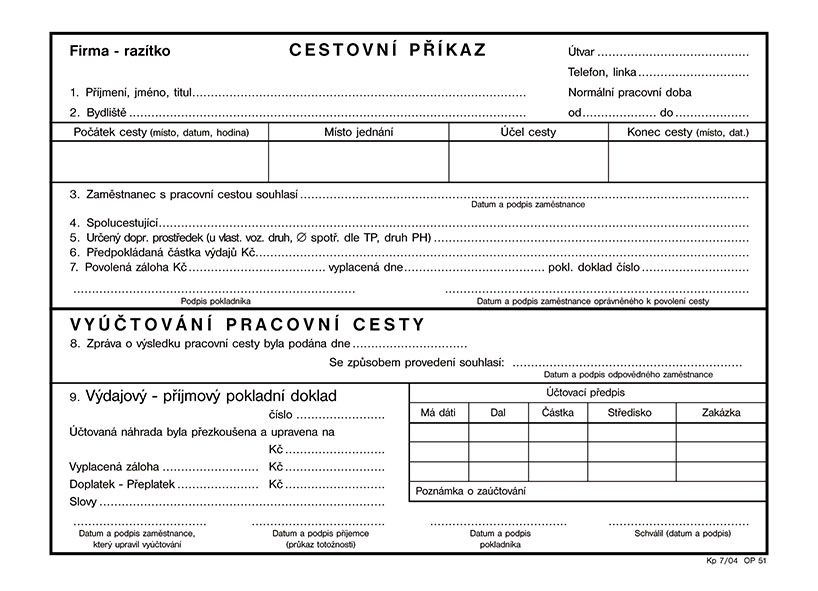 Firma - razítko CESTOVNÍ PŘÍKAZ Útvar
Telefon, linka
1. Příjmení, jméno, titul Normální pracovní doba
2. Bydliště od do
Počátek cesty (místo, datum, hodina) Místo jednání Účel cesty Konec cesty (místo, dat.)
3. Zaměstnanec s pracovní cestou souhlasí
Datum a podpis zaměstnance
4. Spolucestující
5. Určený dopr. prostředek (u vlast. voz. druh, ∅ spotř. dle TP, druh PH)
6. Předpokládaná částka výdajů Kč
7. Povolená záloha Kč vyplacená dne pokl. doklad číslo
Podpis pokladníka Datum a podpis zaměstnance oprávněného k povolení cesty
VYÚČTOVÁNÍ PRACOVNÍ CESTY
8. Zpráva o výsledku pracovní cesty byla podána dne
Se způsobem provedení souhlasí:
Datum a podpis odpovědného zaměstnance
9. Výdajový - příjmový pokladní doklad
číslo
Účtovaná náhrada byla přezkoušena a upravena na
Kč
Vyplacená záloha Kč
Doplatek - Přeplatek Kč
Slovy
Účtovací předpis
Má dáti Dal Částka Středisko Zakázka
Poznámka o zaúčtování
Datum a podpis zaměstnance, Datum a podpis příjemce Datum a podpis Schválil (datum a podpis)
který upravil vyúčtování (průkaz totožnosti) pokladníka
Kp 7/04 OP 51